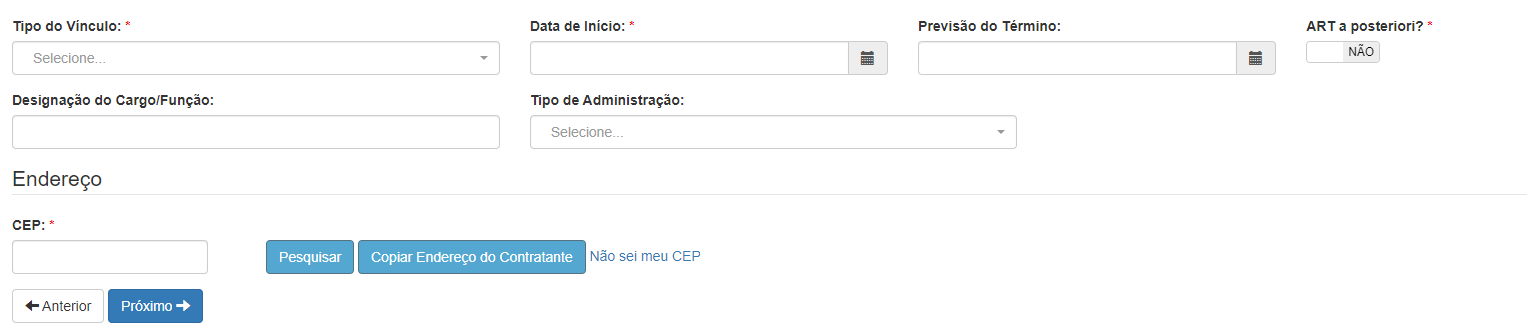 Tipo do Vínculo: * Data de Início: * Previsão do Término: ART a posteriori? *
Selecione... NÃO
Designação do Cargo/Função: Tipo de Administração:
Selecione...
Endereço
CEP: *
Pesquisar Copiar Endereço do Contratante Não sei meu CEP
Anterior Próximo